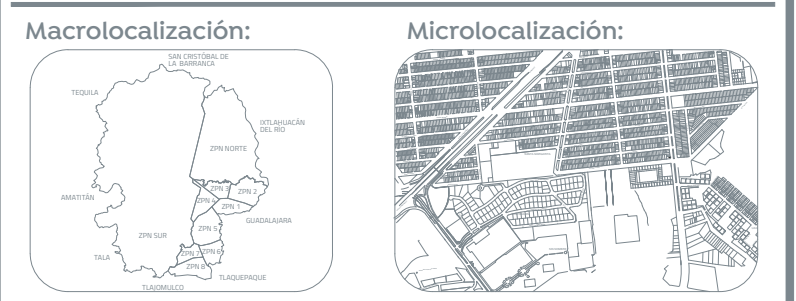 Macrolocalización:
Microlocalización:
SAN CRISTÓBAL DE
LA BARRANCA
TEQUILA
IXTLAHUACÁN
DEL RÍO
ZPN NORTE
ZPN 3
ZPN 2
AMATITÁN
ZPN 4
ZPN 1
GUADALAJARA
ZPN 5
ZPN SUR
ZPN 7
ZPN 6
TALA
ZPN 8
TLAQUEPAQUE
TLAJOMULCO